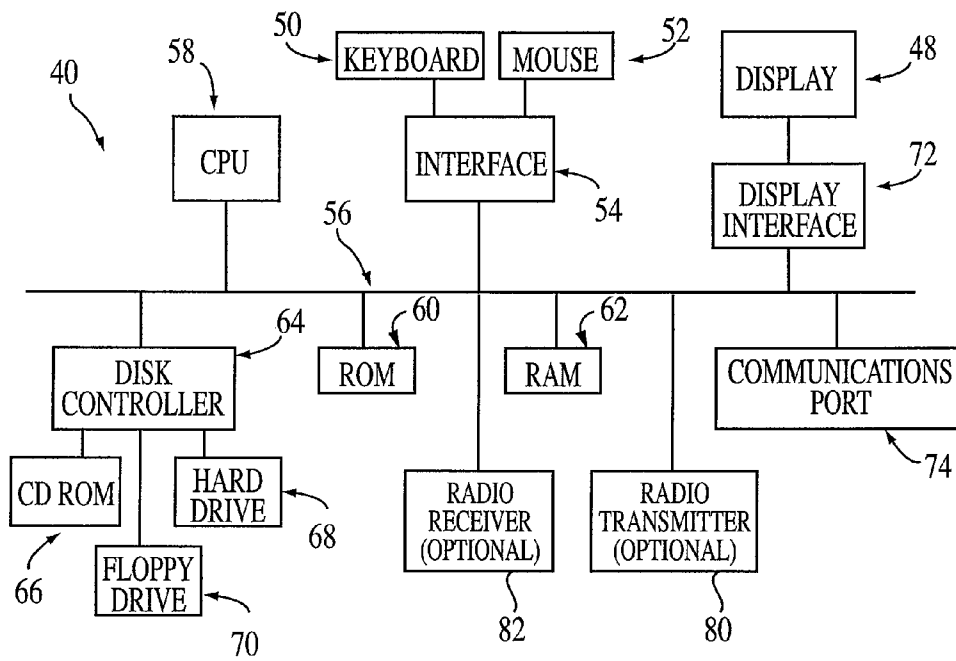 50
KEYBOARD
MOUSE
52
58
40
CPU
INTERFACE
54
DISPLAY
48
72
DISPLAY
INTERFACE
56
64
DISK
CONTROLLER
60
ROM
62
RAM
COMMUNICATIONS
PORT
74
CD ROM
66
HARD
DRIVE
68
FLOPPY
DRIVE
70
RADIO
RECEIVER
(OPTIONAL)
82
RADIO
TRANSMITTER
(OPTIONAL)
80